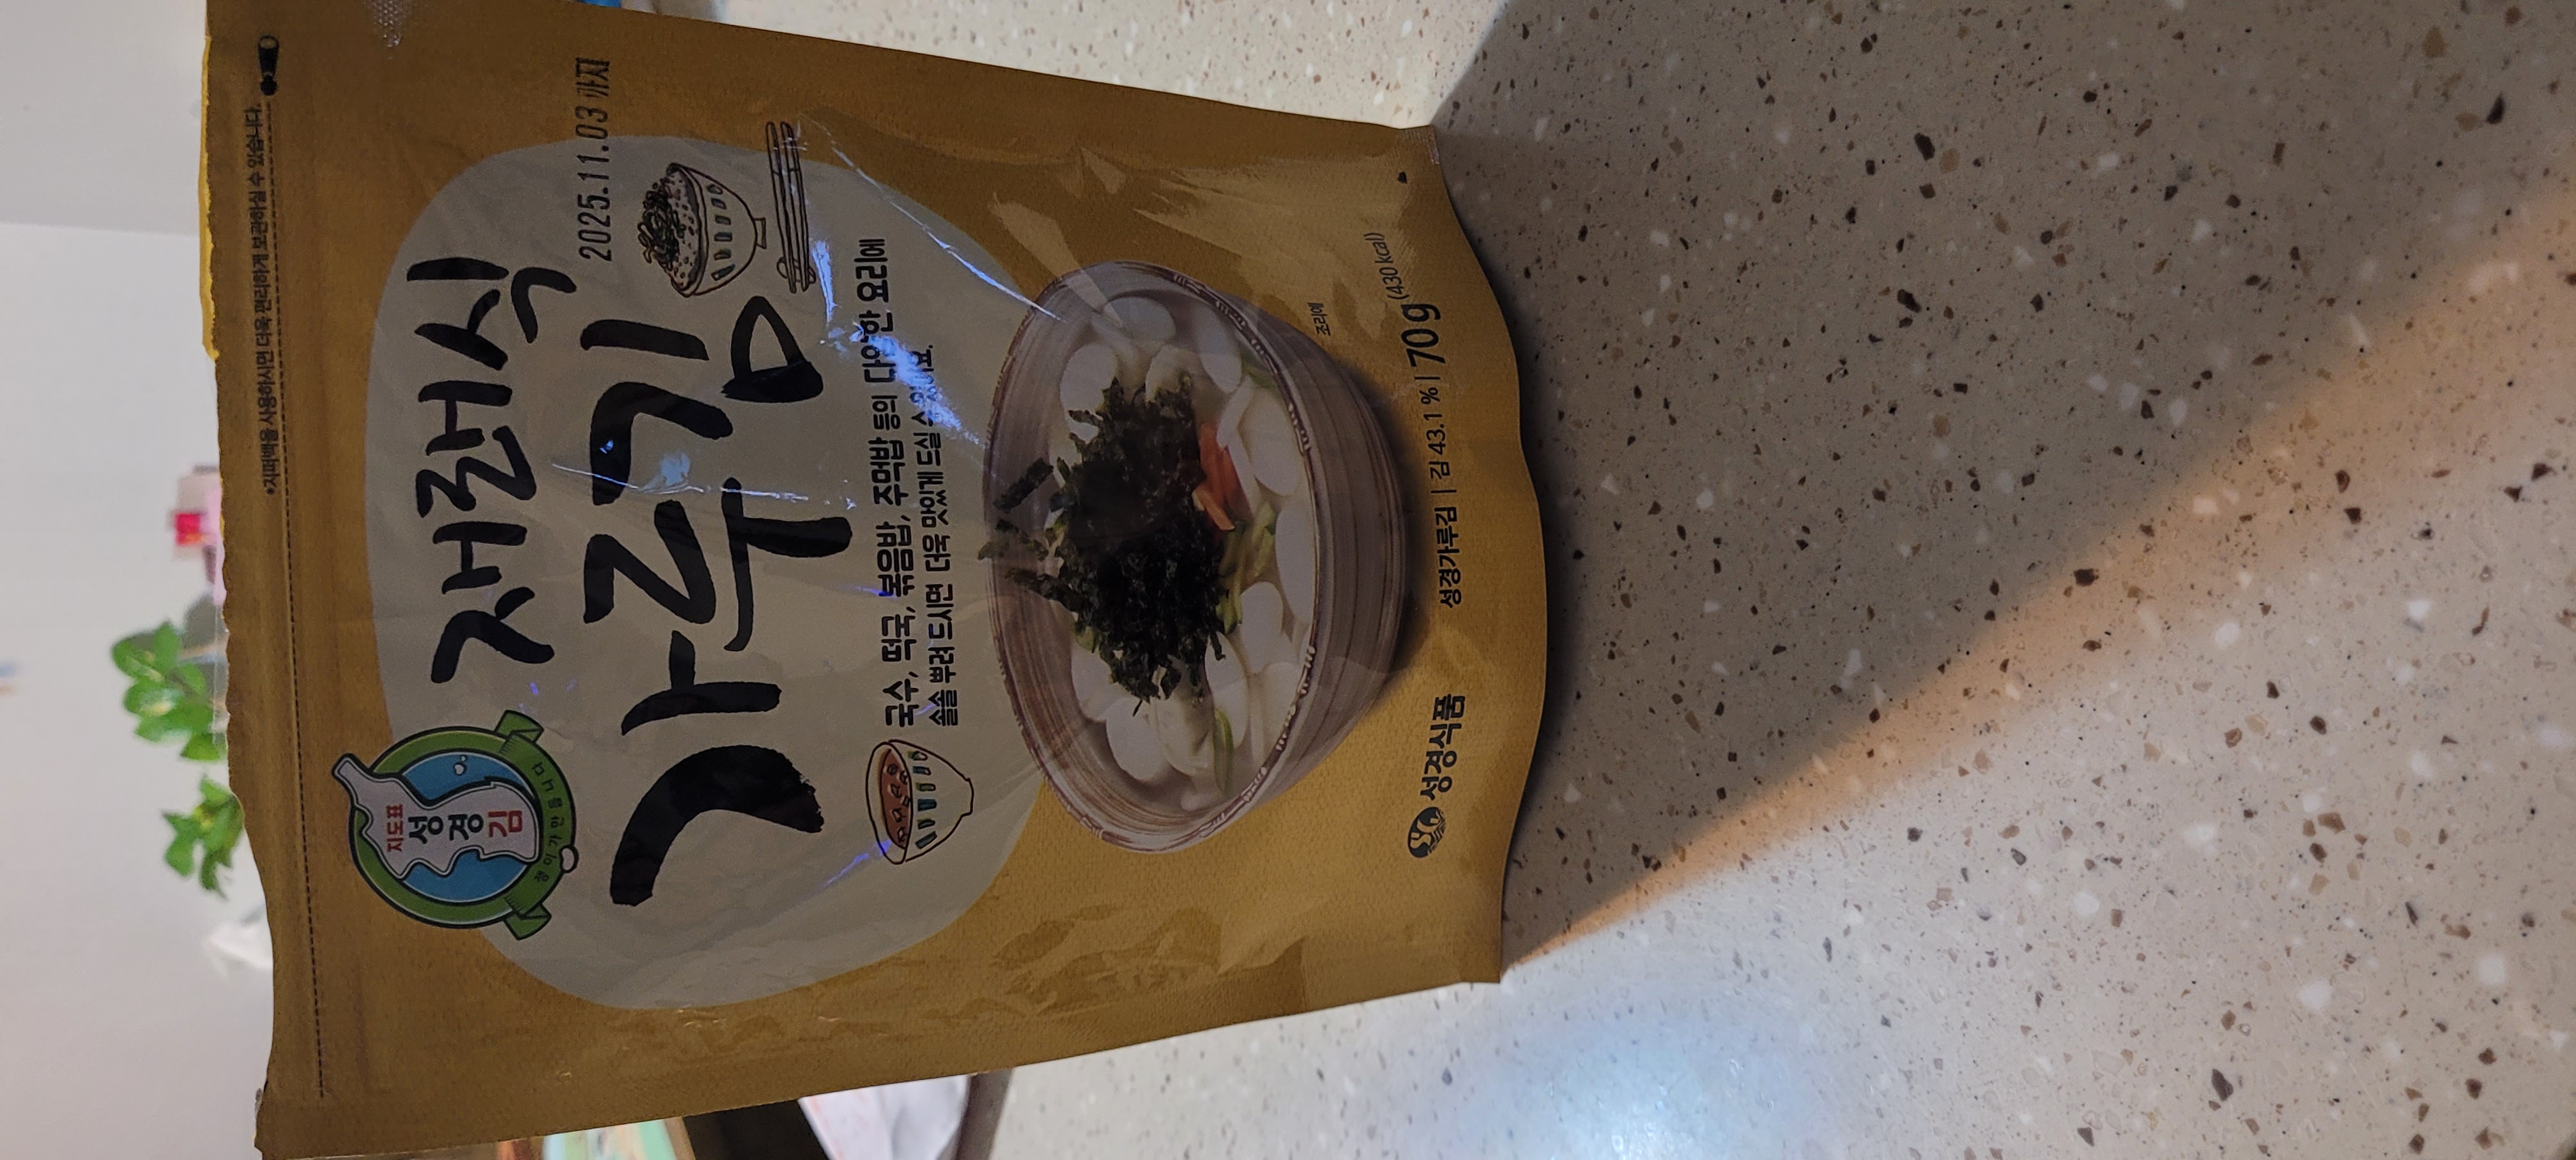 *지퍼백을 사용하시면 더욱 편리하게 보관하실 수 있습니다.
지도표
성경
김
재래식
가루김
2025.11.03 까지
국수, 떡국, 볶음밥, 주먹밥 등의 다양한 요리에
솔솔 뿌려 드시면 더욱 맛있게 드실 수 있어요.
조리예
성경식품
성경가루김 | 김 43.1 % | 70g (430 kcal)